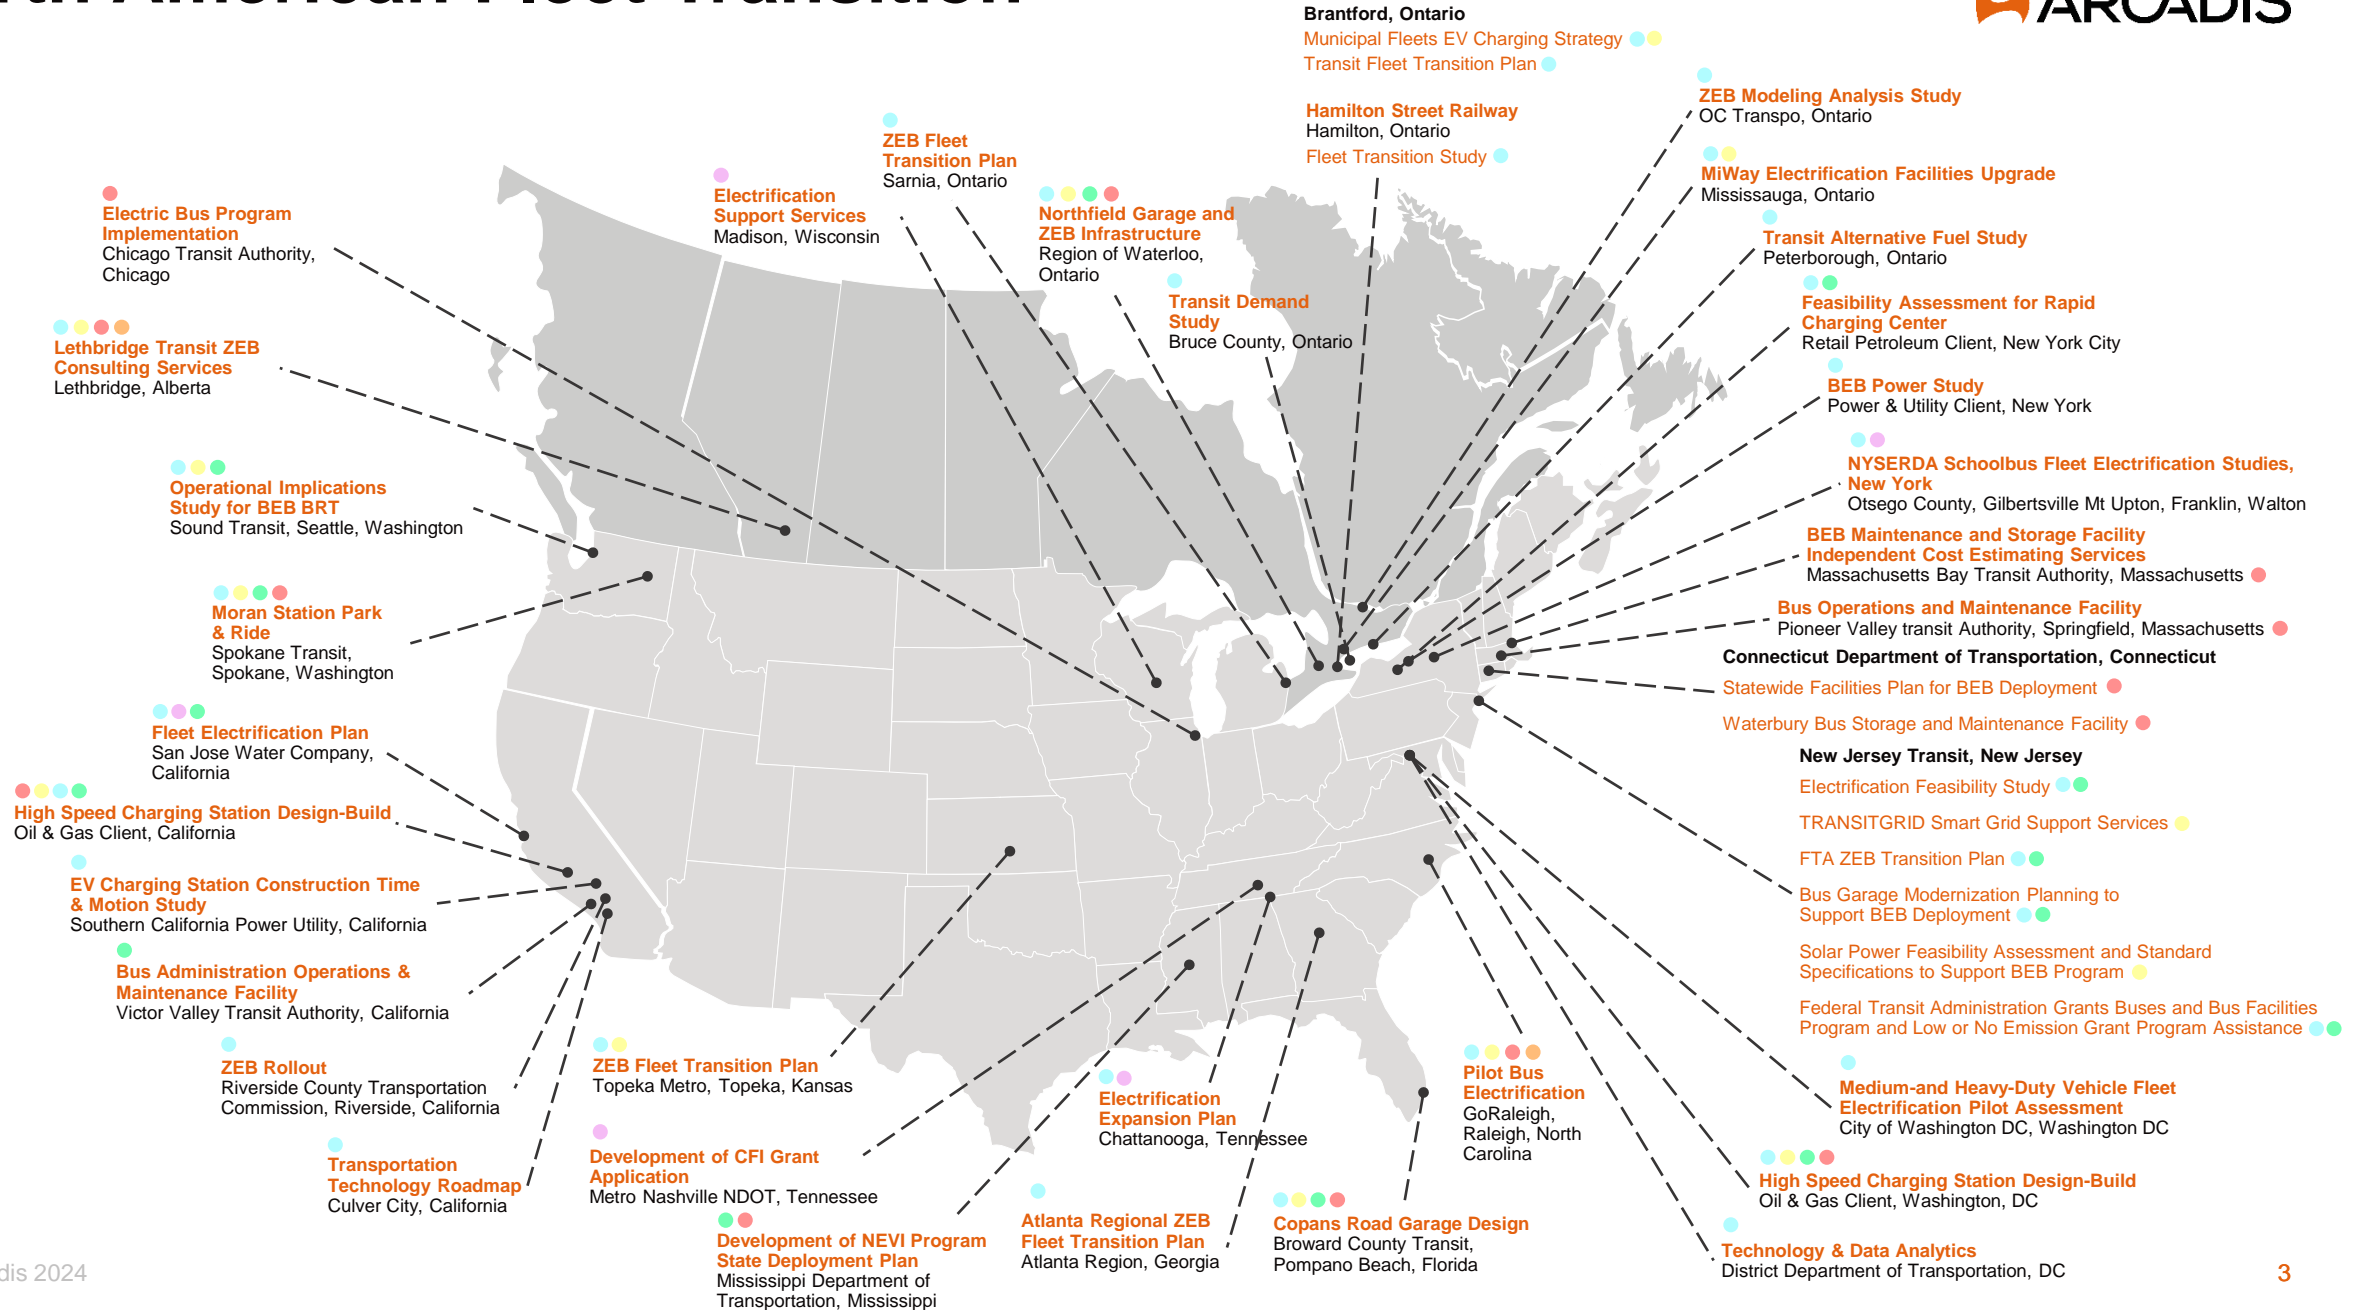 North American Fleet Transition
ARCADIS
Brantford, Ontario
Municipal Fleets EV Charging Strategy
Transit Fleet Transition Plan
Hamilton Street Railway
Hamilton, Ontario
Fleet Transition Study
ZEB Modeling Analysis Study
OC Transpo, Ontario
MiWay Electrification Facilities Upgrade
Mississauga, Ontario
Transit Alternative Fuel Study
Peterborough, Ontario
Feasibility Assessment for Rapid
Charging Center
Retail Petroleum Client, New York City
BEB Power Study
Power & Utility Client, New York
NYSERDA Schoolbus Fleet Electrification Studies,
New York
Otsego County, Gilbertsville Mt Upton, Franklin, Walton
BEB Maintenance and Storage Facility
Independent Cost Estimating Services
Massachusetts Bay Transit Authority, Massachusetts
Bus Operations and Maintenance Facility
Pioneer Valley transit Authority, Springfield, Massachusetts
Connecticut Department of Transportation, Connecticut
Statewide Facilities Plan for BEB Deployment
Waterbury Bus Storage and Maintenance Facility
New Jersey Transit, New Jersey
Electrification Feasibility Study
TRANSITGRID Smart Grid Support Services
FTA ZEB Transition Plan
Bus Garage Modernization Planning to
Support BEB Deployment
Solar Power Feasibility Assessment and Standard
Specifications to Support BEB Program
Federal Transit Administration Grants Buses and Bus Facilities
Program and Low or No Emission Grant Program Assistance
Medium-and Heavy-Duty Vehicle Fleet
Electrification Pilot Assessment
City of Washington DC, Washington DC
High Speed Charging Station Design-Build
Oil & Gas Client, Washington, DC
Technology & Data Analytics
District Department of Transportation, DC
ZEB Fleet
Transition Plan
Sarnia, Ontario
Electrification
Support Services
Madison, Wisconsin
Northfield Garage and
ZEB Infrastructure
Region of Waterloo,
Ontario
Transit Demand
Study
Bruce County, Ontario
Electric Bus Program
Implementation
Chicago Transit Authority,
Chicago
Lethbridge Transit ZEB
Consulting Services
Lethbridge, Alberta
Operational Implications
Study for BEB BRT
Sound Transit, Seattle, Washington
Moran Station Park
& Ride
Spokane Transit,
Spokane, Washington
Fleet Electrification Plan
San Jose Water Company,
California
High Speed Charging Station Design-Build
Oil & Gas Client, California
EV Charging Station Construction Time
& Motion Study
Southern California Power Utility, California
Bus Administration Operations &
Maintenance Facility
Victor Valley Transit Authority, California
ZEB Rollout
Riverside County Transportation
Commission, Riverside, California
Transportation
Technology Roadmap
Culver City, California
ZEB Fleet Transition Plan
Topeka Metro, Topeka, Kansas
Development of CFI Grant
Application
Metro Nashville NDOT, Tennessee
Development of NEVI Program
State Deployment Plan
Mississippi Department of
Transportation, Mississippi
Electrification
Expansion Plan
Chattanooga, Tennessee
Atlanta Regional ZEB
Fleet Transition Plan
Atlanta Region, Georgia
Copans Road Garage Design
Broward County Transit,
Pompano Beach, Florida
Pilot Bus
Electrification
GoRaleigh,
Raleigh, North
Carolina
dis 2024
3